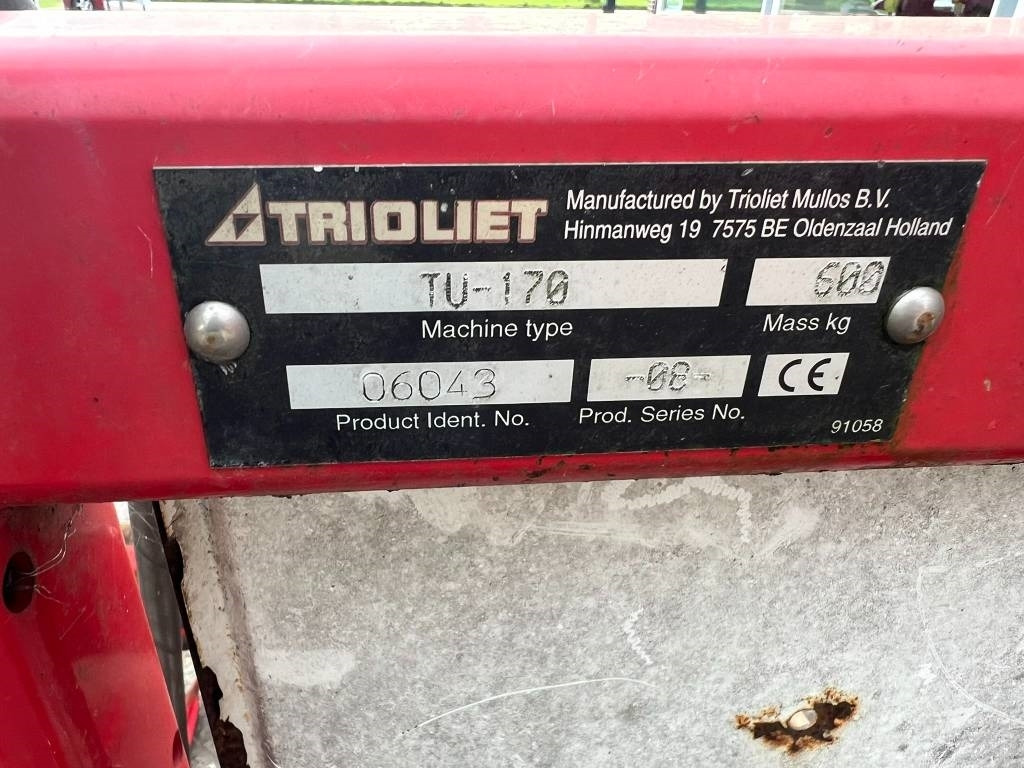 TRIOLIET
Manufactured by Trioliet Mullos B.V.
Hinmanweg 19 7575 BE Oldenzaal Holland
TU-170 600
Machine type Mass kg
06043 -08- CE
Product Ident. No. Prod. Series No.
91058